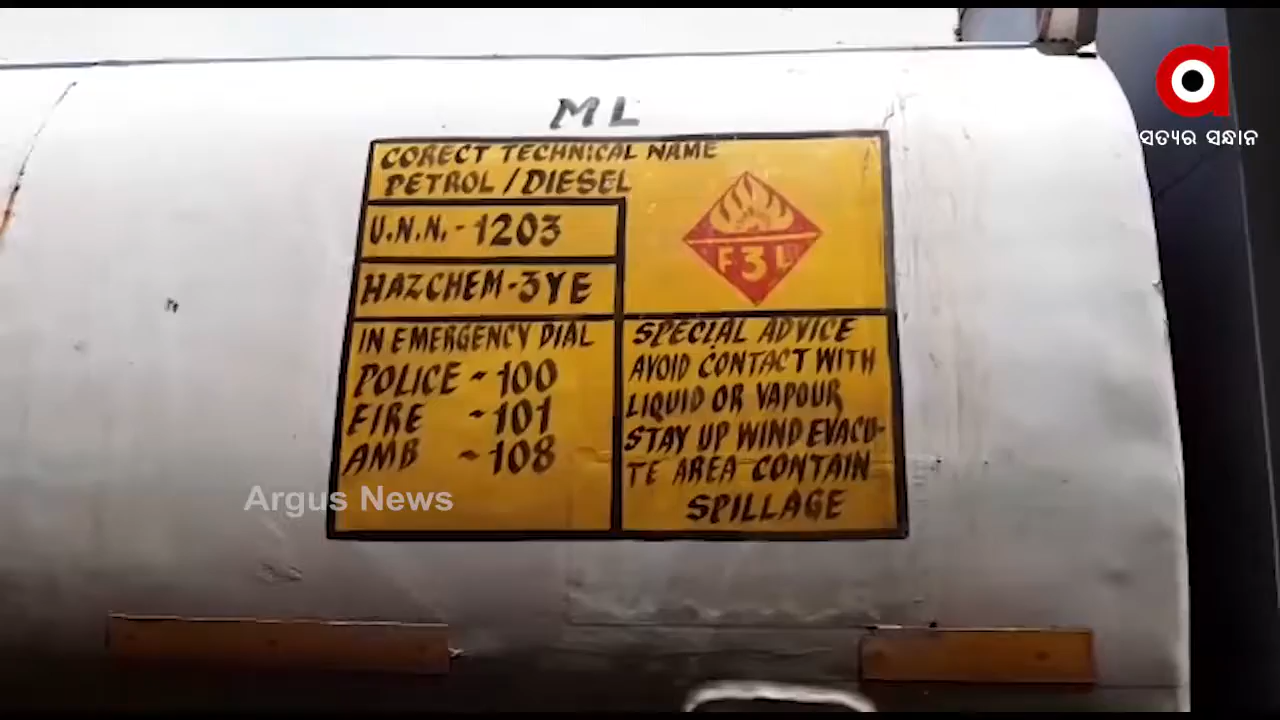 ML
CORECT TECHNICAL NAME
PETROL / DIESEL
U.N.N. - 1203
HAZCHEM - 3YE
IN EMERGENCY DIAL
POLICE - 100
FIRE - 101
AMB - 108
F 3 L
SPECIAL ADVICE
AVOID CONTACT WITH
LIQUID OR VAPOUR
STAY UP WIND EVACU-
TE AREA CONTAIN
SPILLAGE
Argus News
a
ସତ୍ୟର ସନ୍ଧାନ